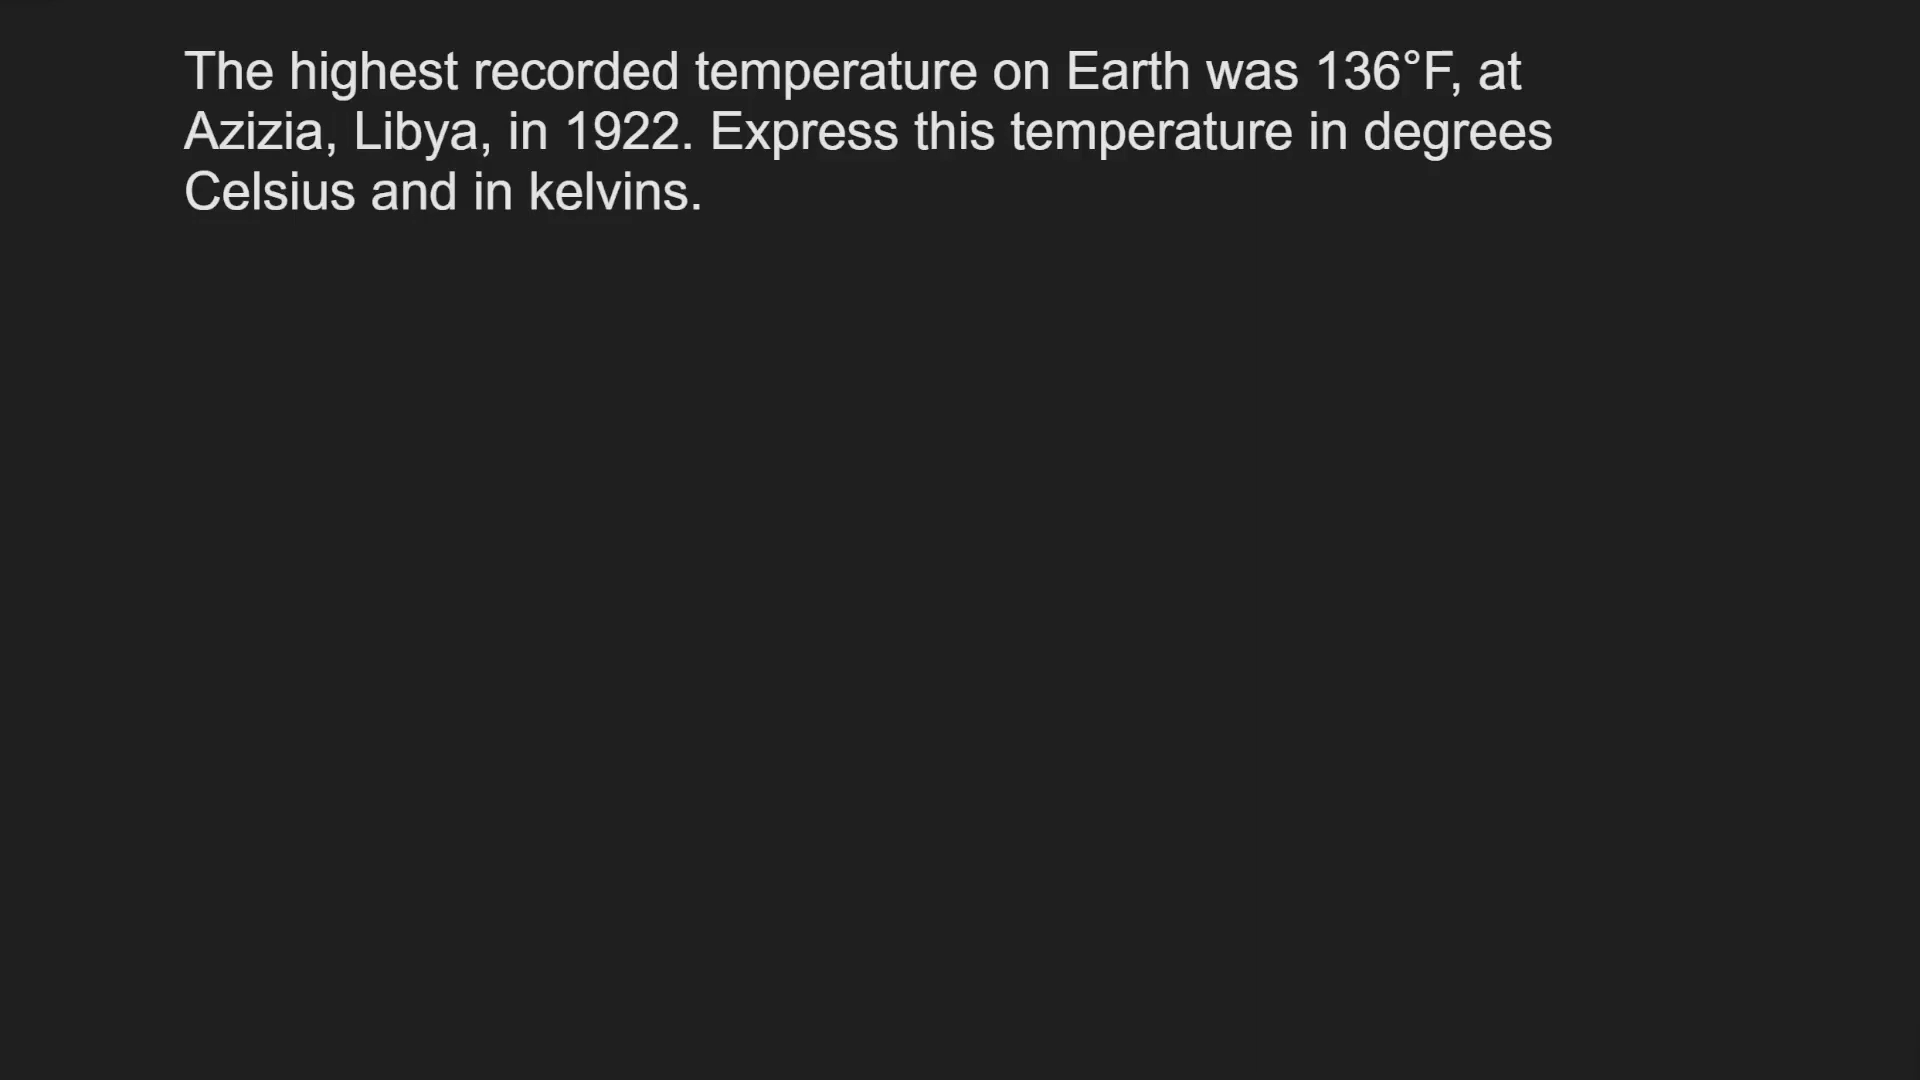 The highest recorded temperature on Earth was 136°F, at
Azizia, Libya, in 1922. Express this temperature in degrees
Celsius and in kelvins.